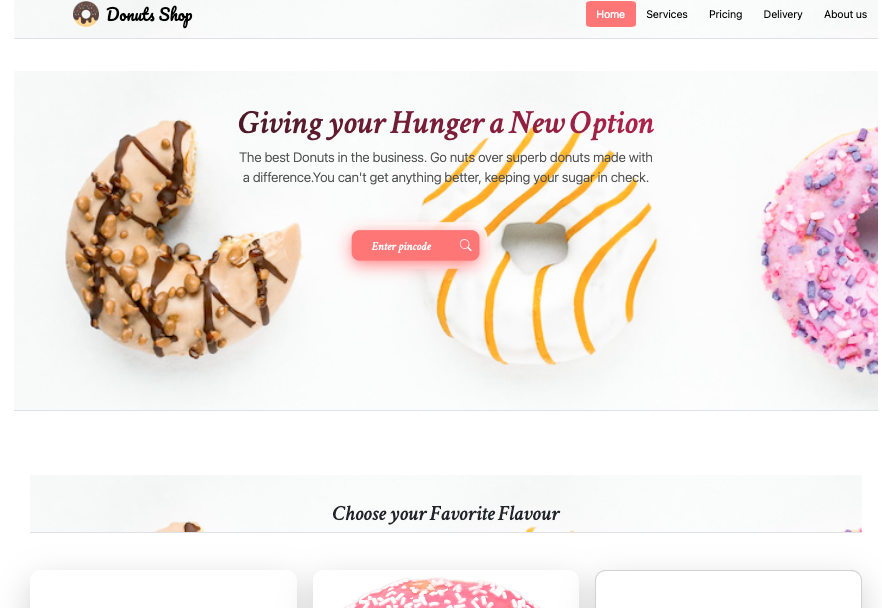 Donuts Shop
Home Services Pricing Delivery About us
Giving your Hunger a New Option
The best Donuts in the business. Go nuts over superb donuts made with
a difference.You can't get anything better, keeping your sugar in check.
Enter pincode
Choose your Favorite Flavour